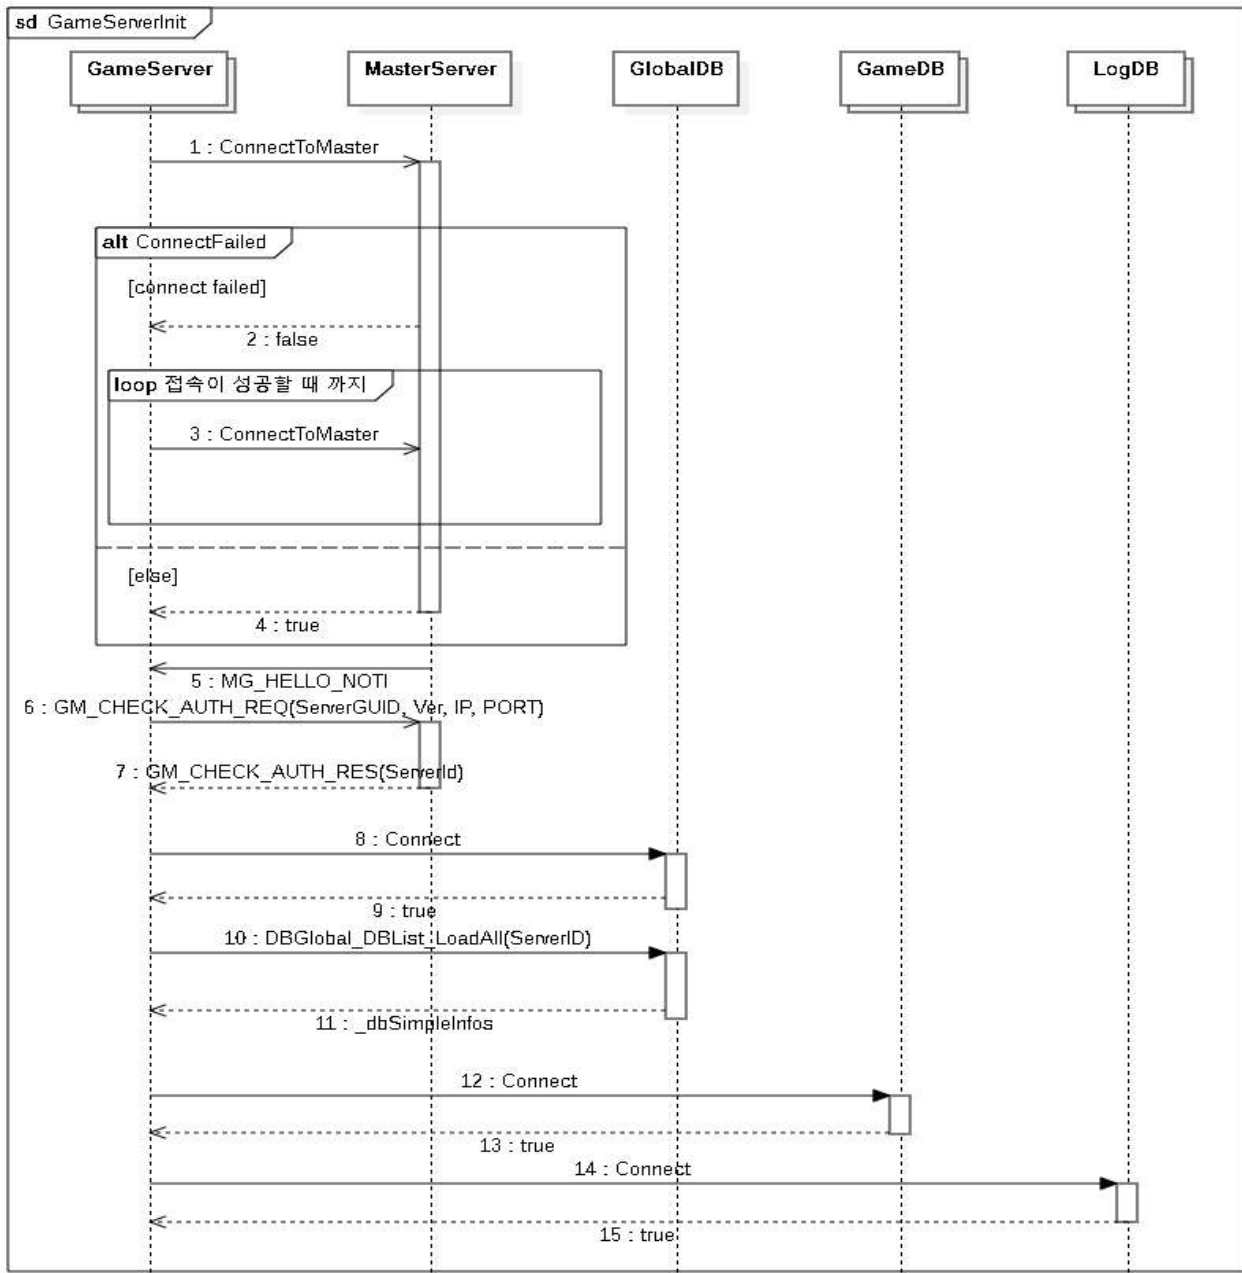 sd GameServerInit
GameServer
MasterServer
GlobalDB
GameDB
LogDB
1 : ConnectToMaster
alt ConnectFailed
[connect failed]
2 : false
loop 접속이 성공할 때 까지
3 : ConnectToMaster
[else]
4 : true
5 : MG_HELLO_NOTI
6 : GM_CHECK_AUTH_REQ(ServerGUID, Ver, IP, PORT)
7 : GM_CHECK_AUTH_RES(ServerId)
8 : Connect
9 : true
10 : DBGlobal_DBList_LoadAll(ServerID)
11 : _dbSimpleInfos
12 : Connect
13 : true
14 : Connect
15 : true